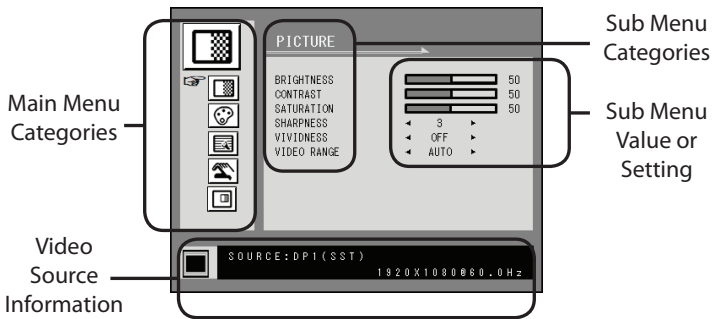 PICTURE
Sub Menu
Categories
BRIGHTNESS 50
CONTRAST 50
SATURATION 50
SHARPNESS 3
VIVIDNESS OFF
VIDEO RANGE AUTO
Main Menu
Categories
Sub Menu
Value or
Setting
Video
Source
Information
SOURCE:DP1(SST)
1920X1080@60.0Hz